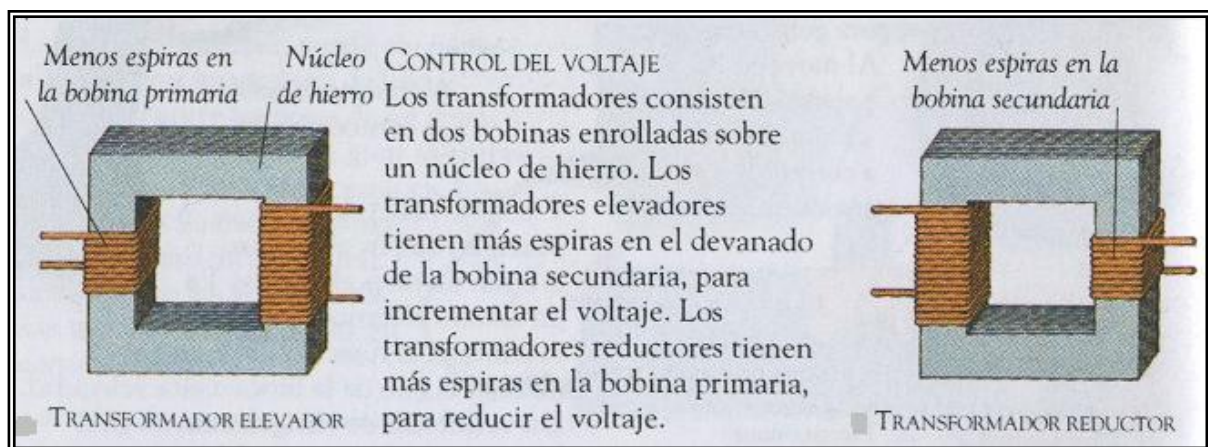 Menos espiras en
la bobina primaria
Núcleo
de hierro
CONTROL DEL VOLTAJE
Los transformadores consisten
en dos bobinas enrolladas sobre
un núcleo de hierro. Los
transformadores elevadores
tienen más espiras en el devanado
de la bobina secundaria, para
incrementar el voltaje. Los
transformadores reductores tienen
más espiras en la bobina primaria,
para reducir el voltaje.
Menos espiras en la
bobina secundaria
TRANSFORMADOR ELEVADOR
TRANSFORMADOR REDUCTOR